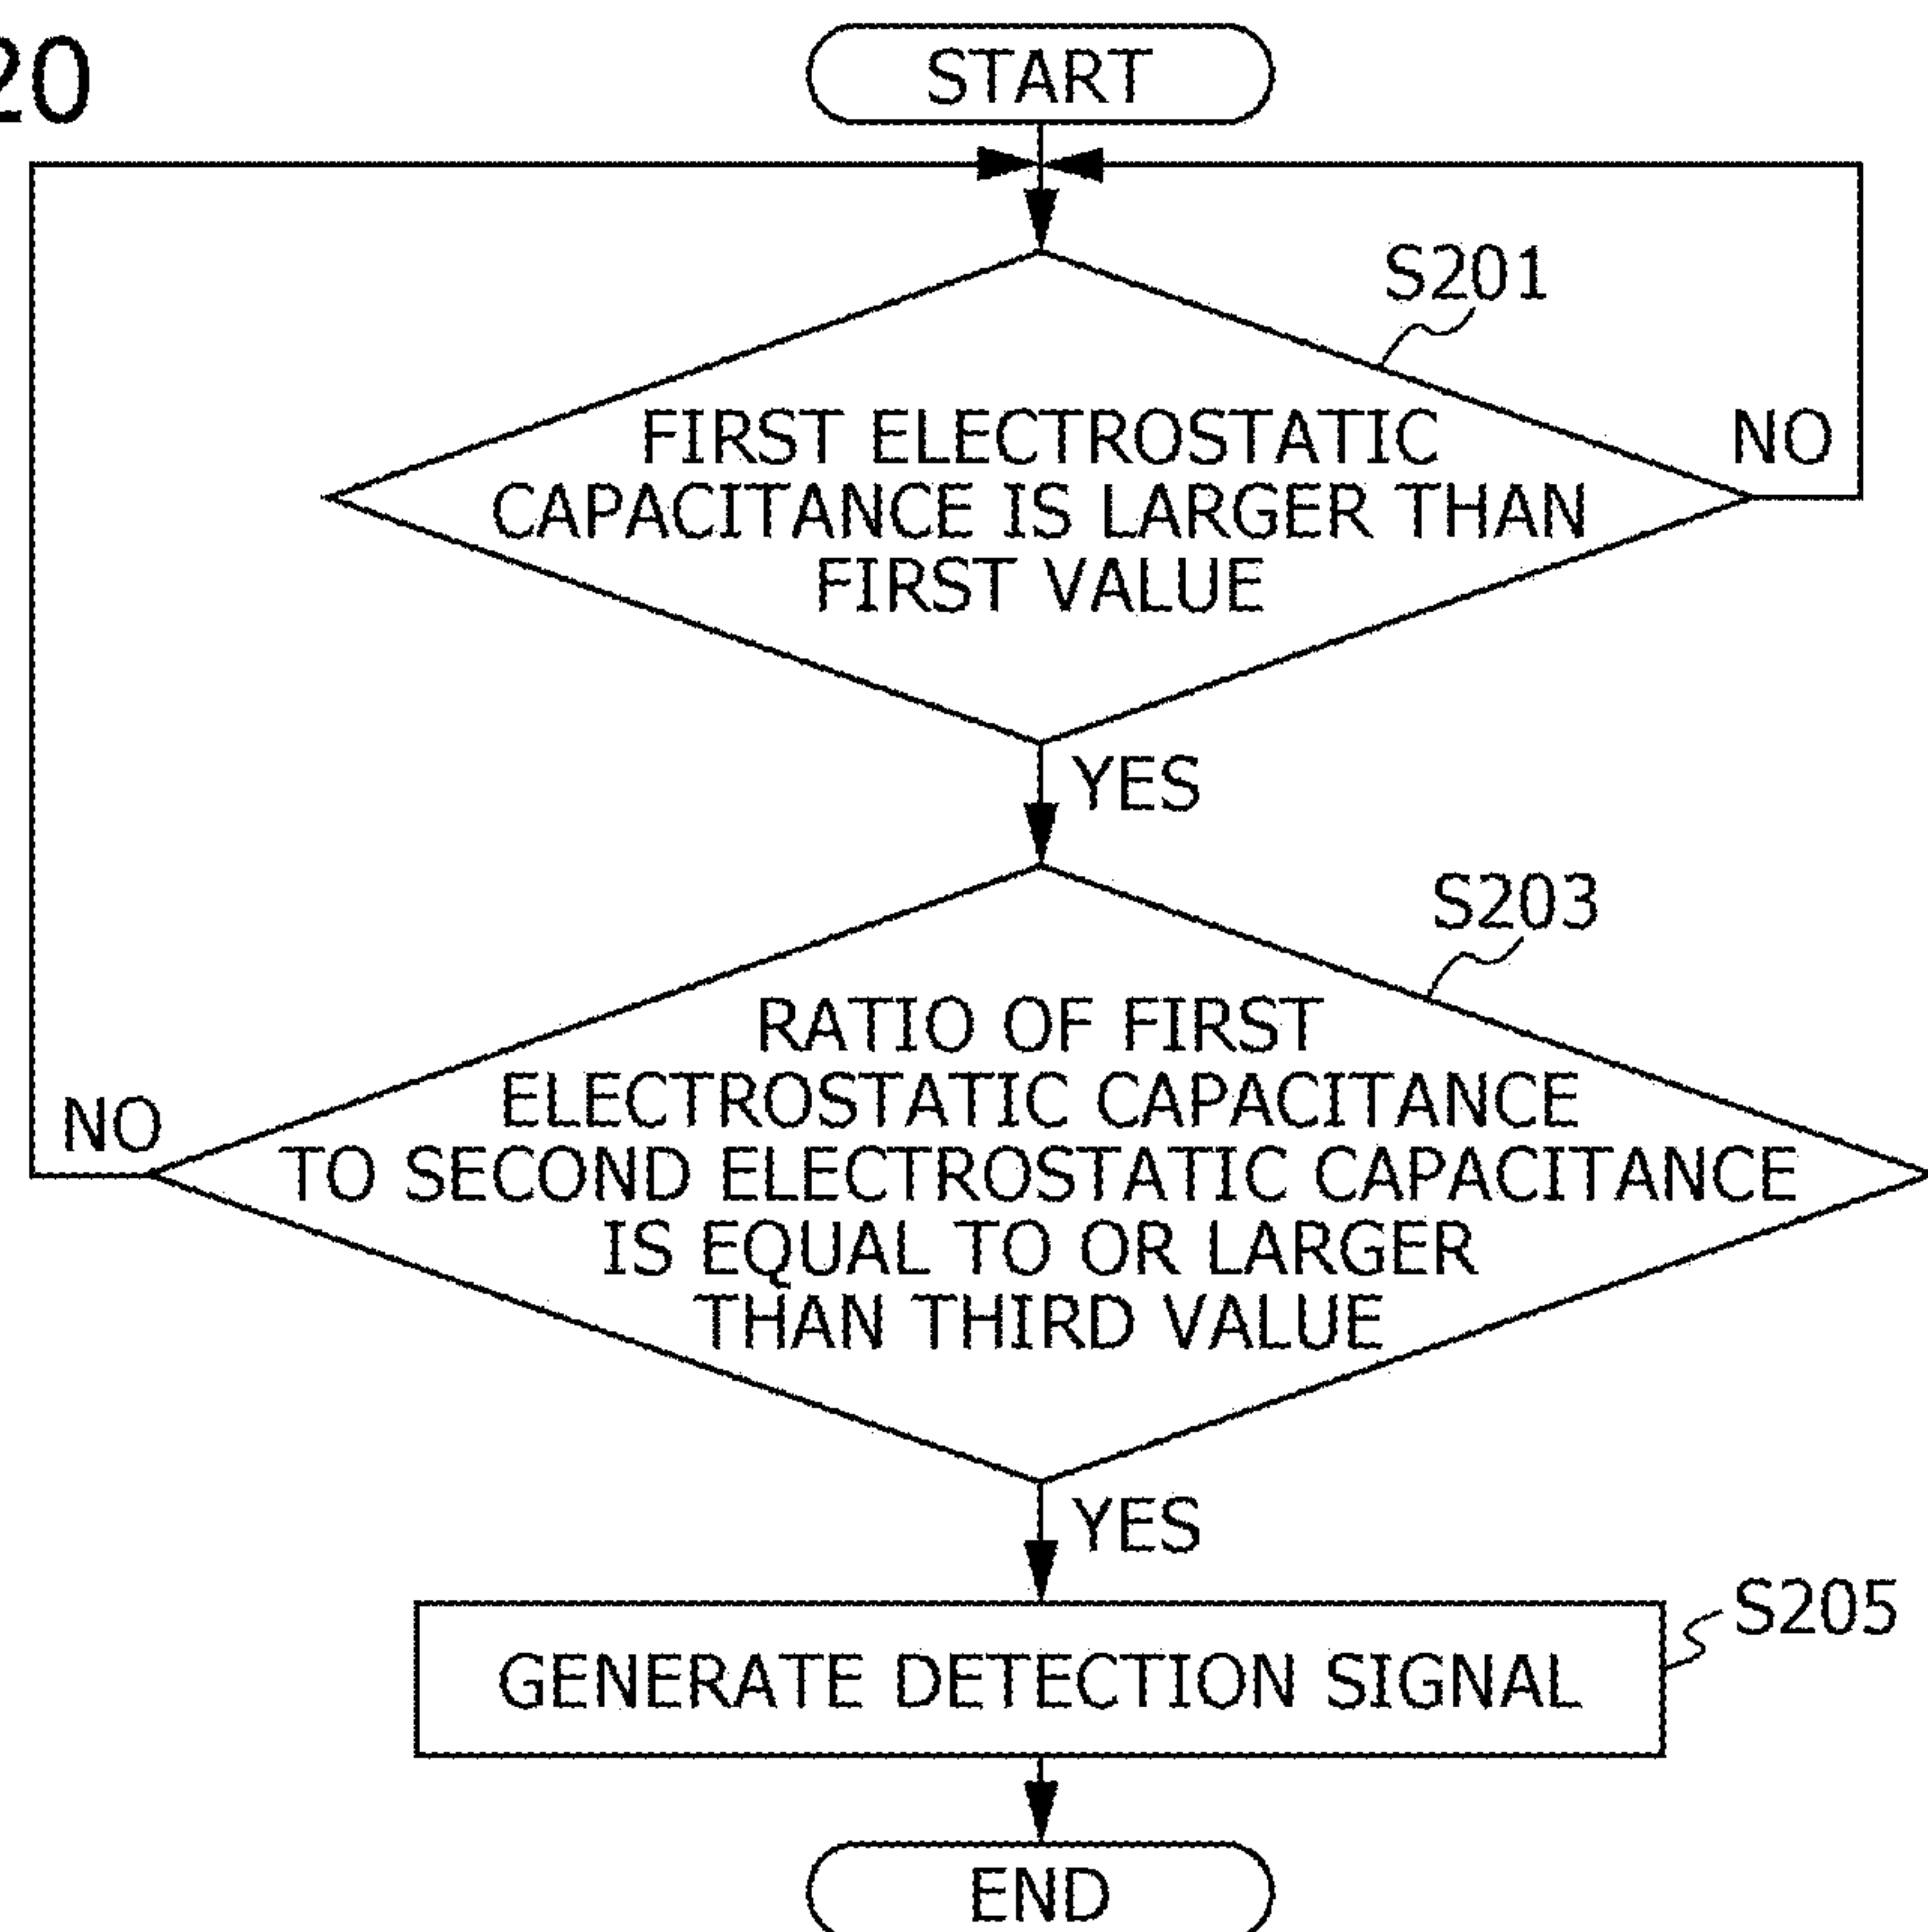 20
START
S201
FIRST ELECTROSTATIC
CAPACITANCE IS LARGER THAN
FIRST VALUE
NO
YES
S203
RATIO OF FIRST
ELECTROSTATIC CAPACITANCE
TO SECOND ELECTROSTATIC CAPACITANCE
IS EQUAL TO OR LARGER
THAN THIRD VALUE
NO
YES
S205
GENERATE DETECTION SIGNAL
END